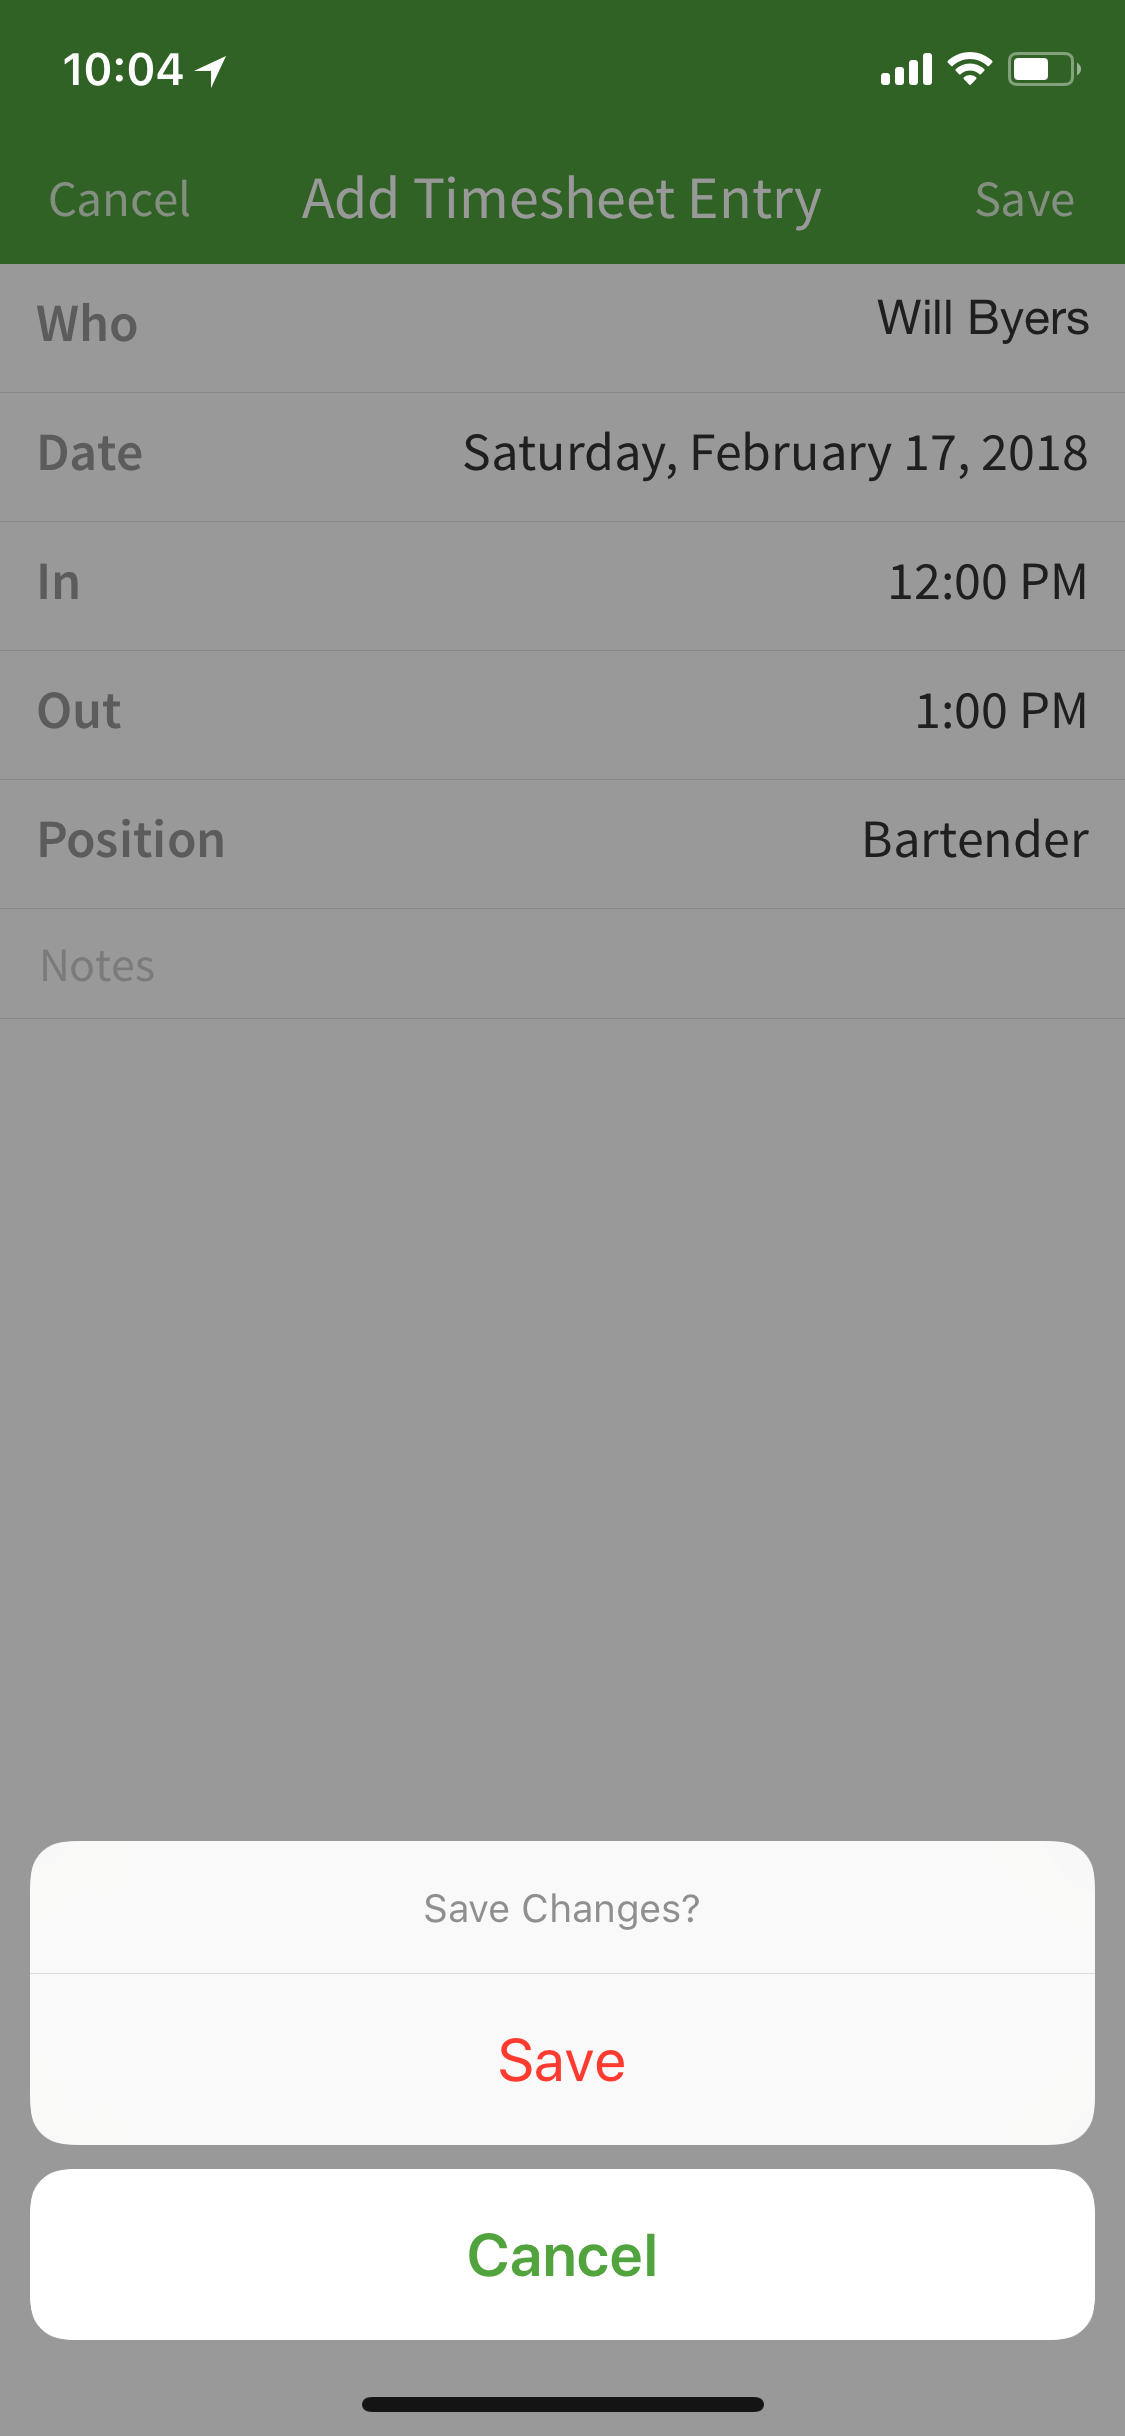 10:04
Cancel Add Timesheet Entry Save
Who Will Byers
Date Saturday, February 17, 2018
In 12:00 PM
Out 1:00 PM
Position Bartender
Notes
Save Changes?
Save
Cancel